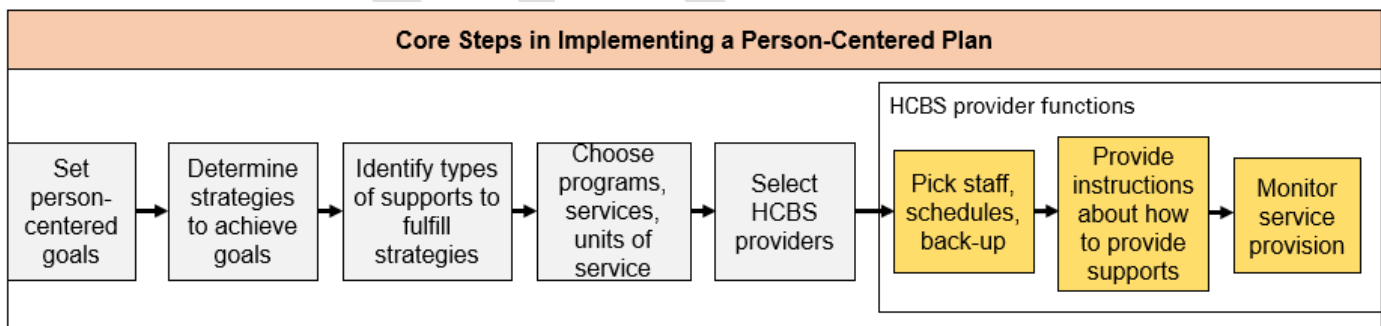 Core Steps in Implementing a Person-Centered Plan
HCBS provider functions
Set
person-
centered
goals
Determine
strategies
to achieve
goals
Identify types
of supports to
fulfill
strategies
Choose
programs,
services,
units of
service
Select
HCBS
providers
Pick staff,
schedules,
back-up
Provide
instructions
about how
to provide
supports
Monitor
service
provision